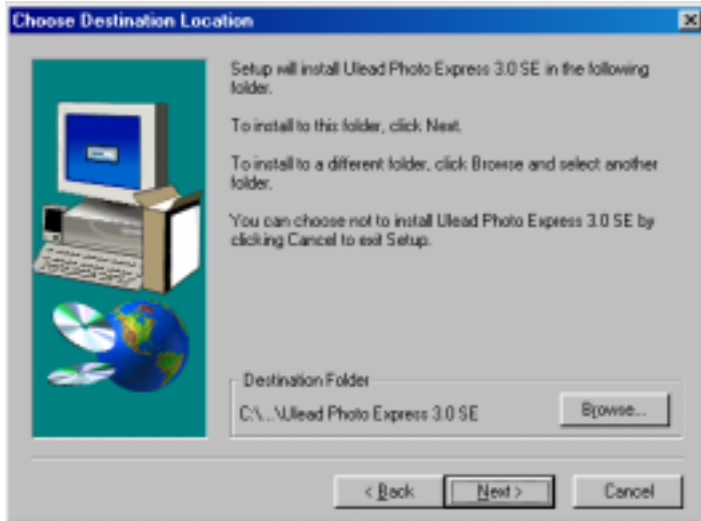 Choose Destination Location
Setup will install Ulead Photo Express 3.0 SE in the following
folder.
To install to this folder, click Next.
To install to a different folder, click Browse and select another
folder.
You can choose not to install Ulead Photo Express 3.0 SE by
clicking Cancel to exit Setup.
Destination Folder
C:\...\Ulead Photo Express 3.0 SE
Browse...
< Back
Next >
Cancel